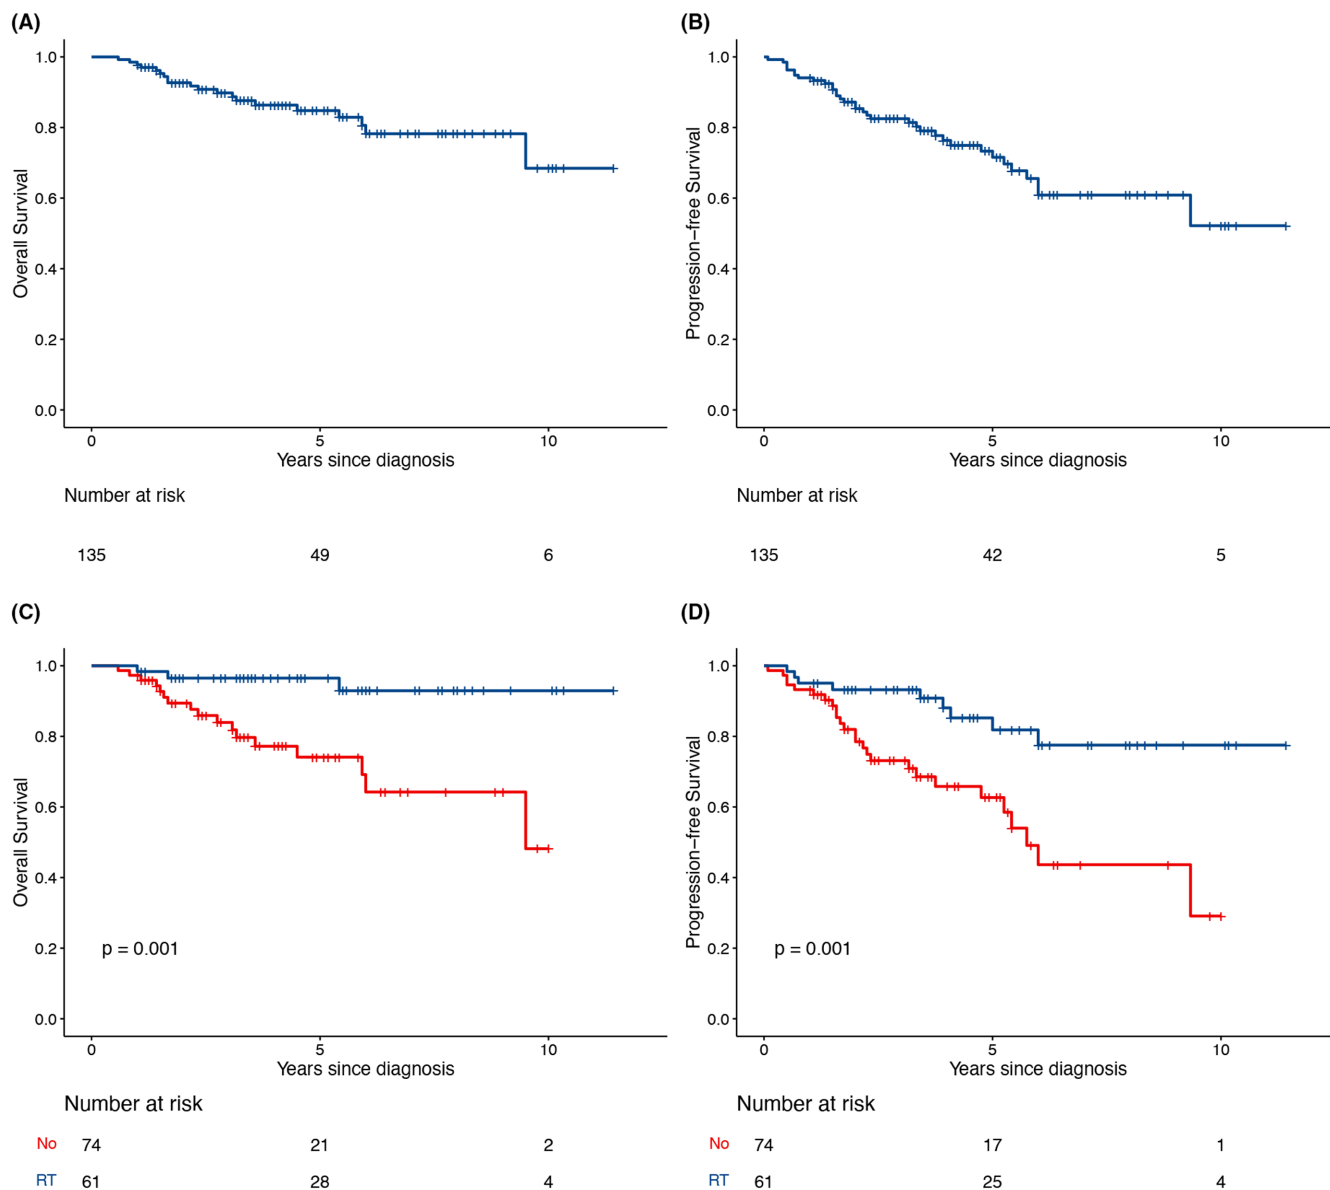 (A)
Overall Survival
1.0
0.8
0.6
0.4
0.2
0.0
0 5 10
Years since diagnosis
Number at risk
135 49 6
(B)
Progression−free Survival
1.0
0.8
0.6
0.4
0.2
0.0
0 5 10
Years since diagnosis
Number at risk
135 42 5
(C)
Overall Survival
1.0
0.8
0.6
0.4
0.2
0.0
p = 0.001
0 5 10
Years since diagnosis
Number at risk
No 74 21 2
RT 61 28 4
(D)
Progression−free Survival
1.0
0.8
0.6
0.4
0.2
0.0
p = 0.001
0 5 10
Years since diagnosis
Number at risk
No 74 17 1
RT 61 25 4